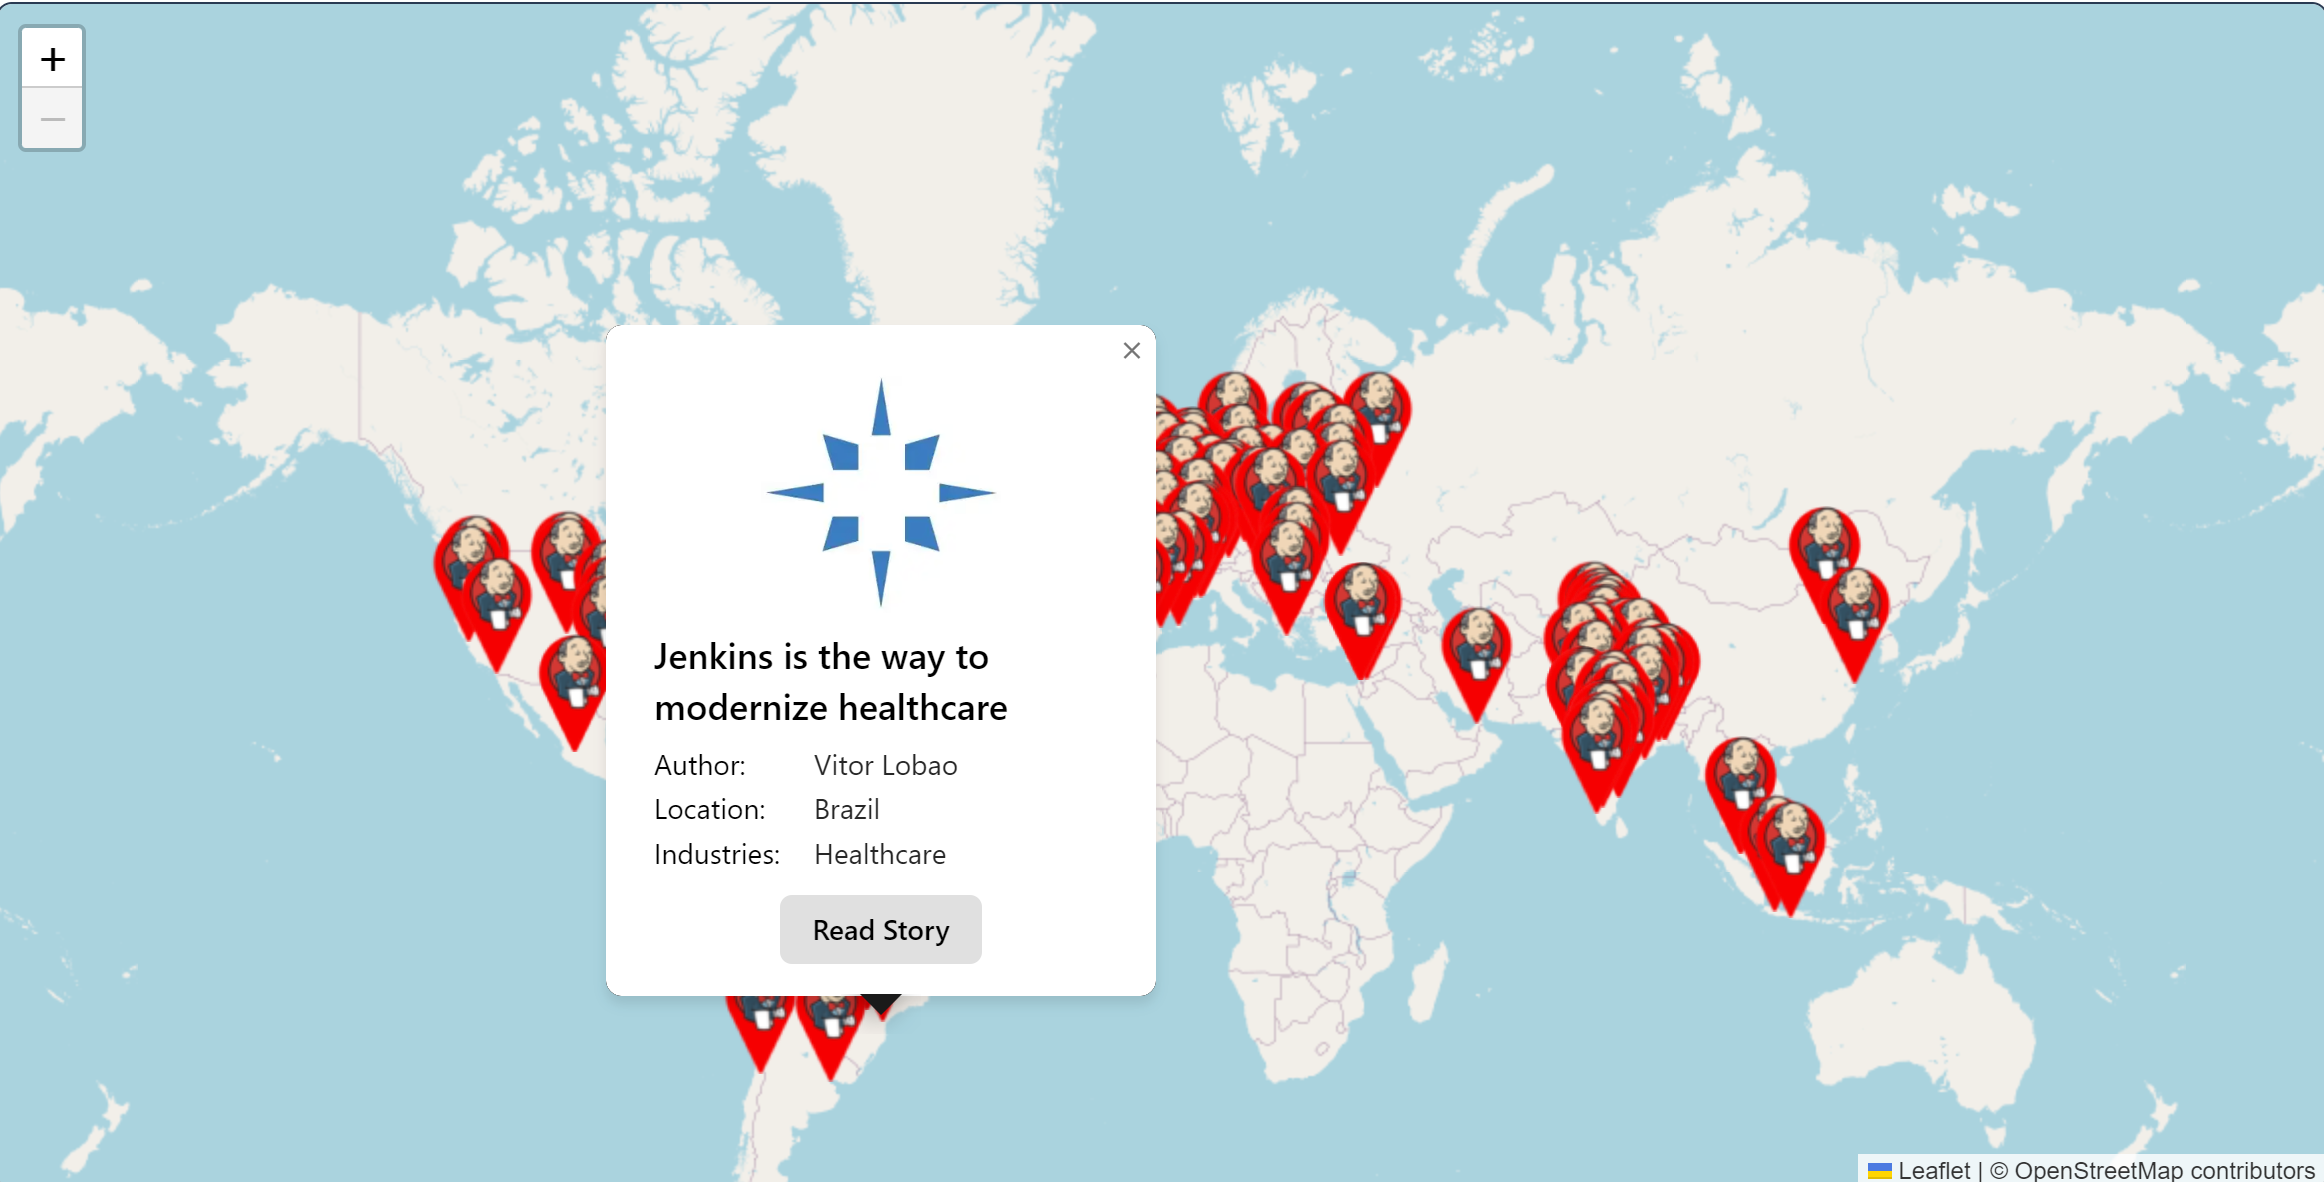 +
−
×
Jenkins is the way to
modernize healthcare
Author: Vitor Lobao
Location: Brazil
Industries: Healthcare
Read Story
Leaflet | © OpenStreetMap contributors